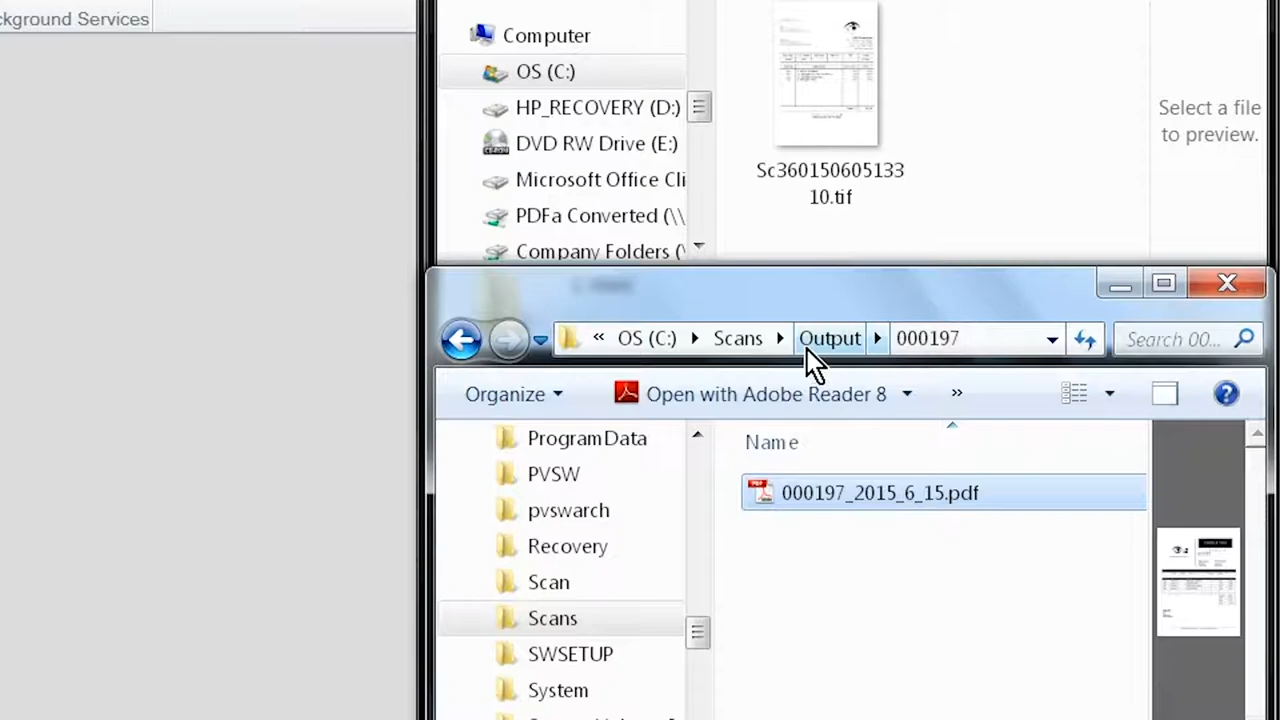 ckground Services
Computer
OS (C:)
HP_RECOVERY (D:)
DVD RW Drive (E:)
Microsoft Office Cli
PDFa Converted (\\
Company Folders (\
Sc360150605133
10.tif
Select a file
to preview.
« OS (C:) Scans Output 000197
Search 00...
Organize
Open with Adobe Reader 8
»
Name
ProgramData
PVSW
pvswarch
Recovery
Scan
Scans
SWSETUP
System
000197_2015_6_15.pdf